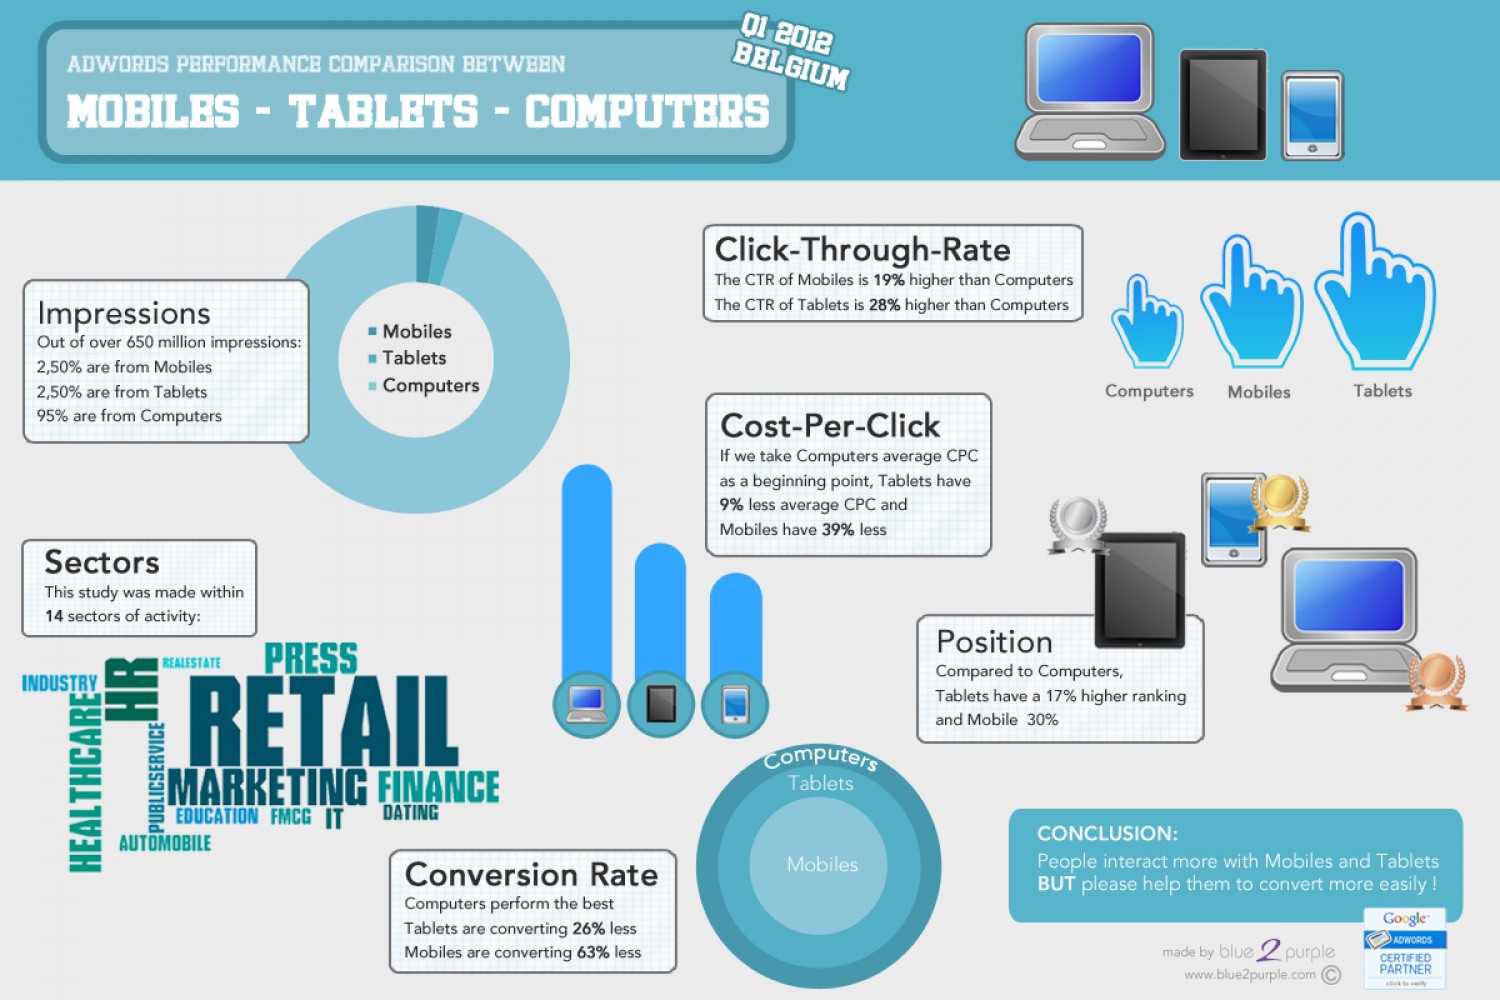 ADWORDS PERFORMANCE COMPARISON BETWEEN
MOBILES - TABLETS - COMPUTERS
Q1 2012
BELGIUM
Impressions
Out of over 650 million impressions:
2,50% are from Mobiles
2,50% are from Tablets
95% are from Computers
Mobiles
Tablets
Computers
Click-Through-Rate
The CTR of Mobiles is 19% higher than Computers
The CTR of Tablets is 28% higher than Computers
Computers
Mobiles
Tablets
Cost-Per-Click
If we take Computers average CPC
as a beginning point, Tablets have
9% less average CPC and
Mobiles have 39% less
Sectors
This study was made within
14 sectors of activity:
PRESS
REALESTATE
INDUSTRY
HR
RETAIL
HEALTHCARE
PUBLICSERVICE
MARKETING
FINANCE
EDUCATION
FMCG
IT
DATING
AUTOMOBILE
Position
Compared to Computers,
Tablets have a 17% higher ranking
and Mobile 30%
Computers
Tablets
Mobiles
Conversion Rate
Computers perform the best
Tablets are converting 26% less
Mobiles are converting 63% less
CONCLUSION:
People interact more with Mobiles and Tablets
BUT please help them to convert more easily !
made by blue2purple
www.blue2purple.com ©
Google™
ADWORDS
CERTIFIED
PARTNER
click to verify